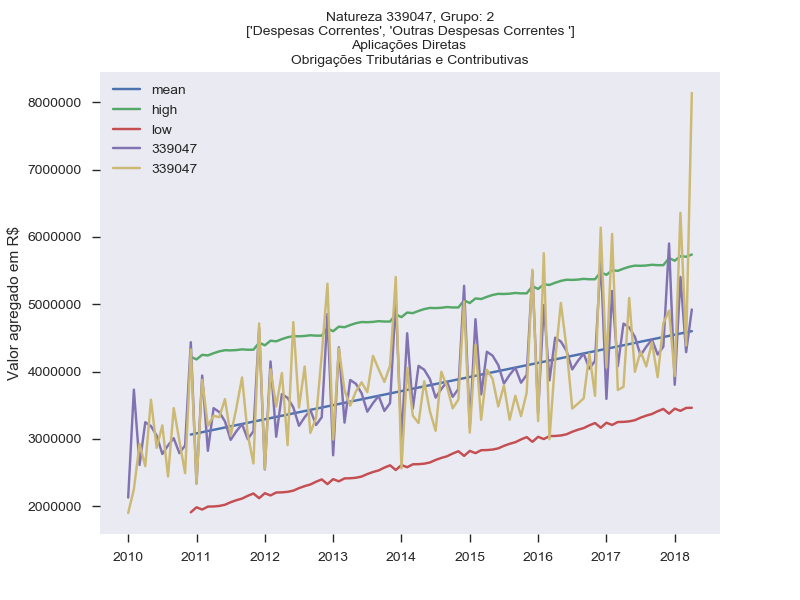 Natureza 339047, Grupo: 2
['Despesas Correntes', 'Outras Despesas Correntes ']
Aplicações Diretas
Obrigações Tributárias e Contributivas
mean
high
low
339047
339047
Valor agregado em R$
8000000
7000000
6000000
5000000
4000000
3000000
2000000
2010 2011 2012 2013 2014 2015 2016 2017 2018